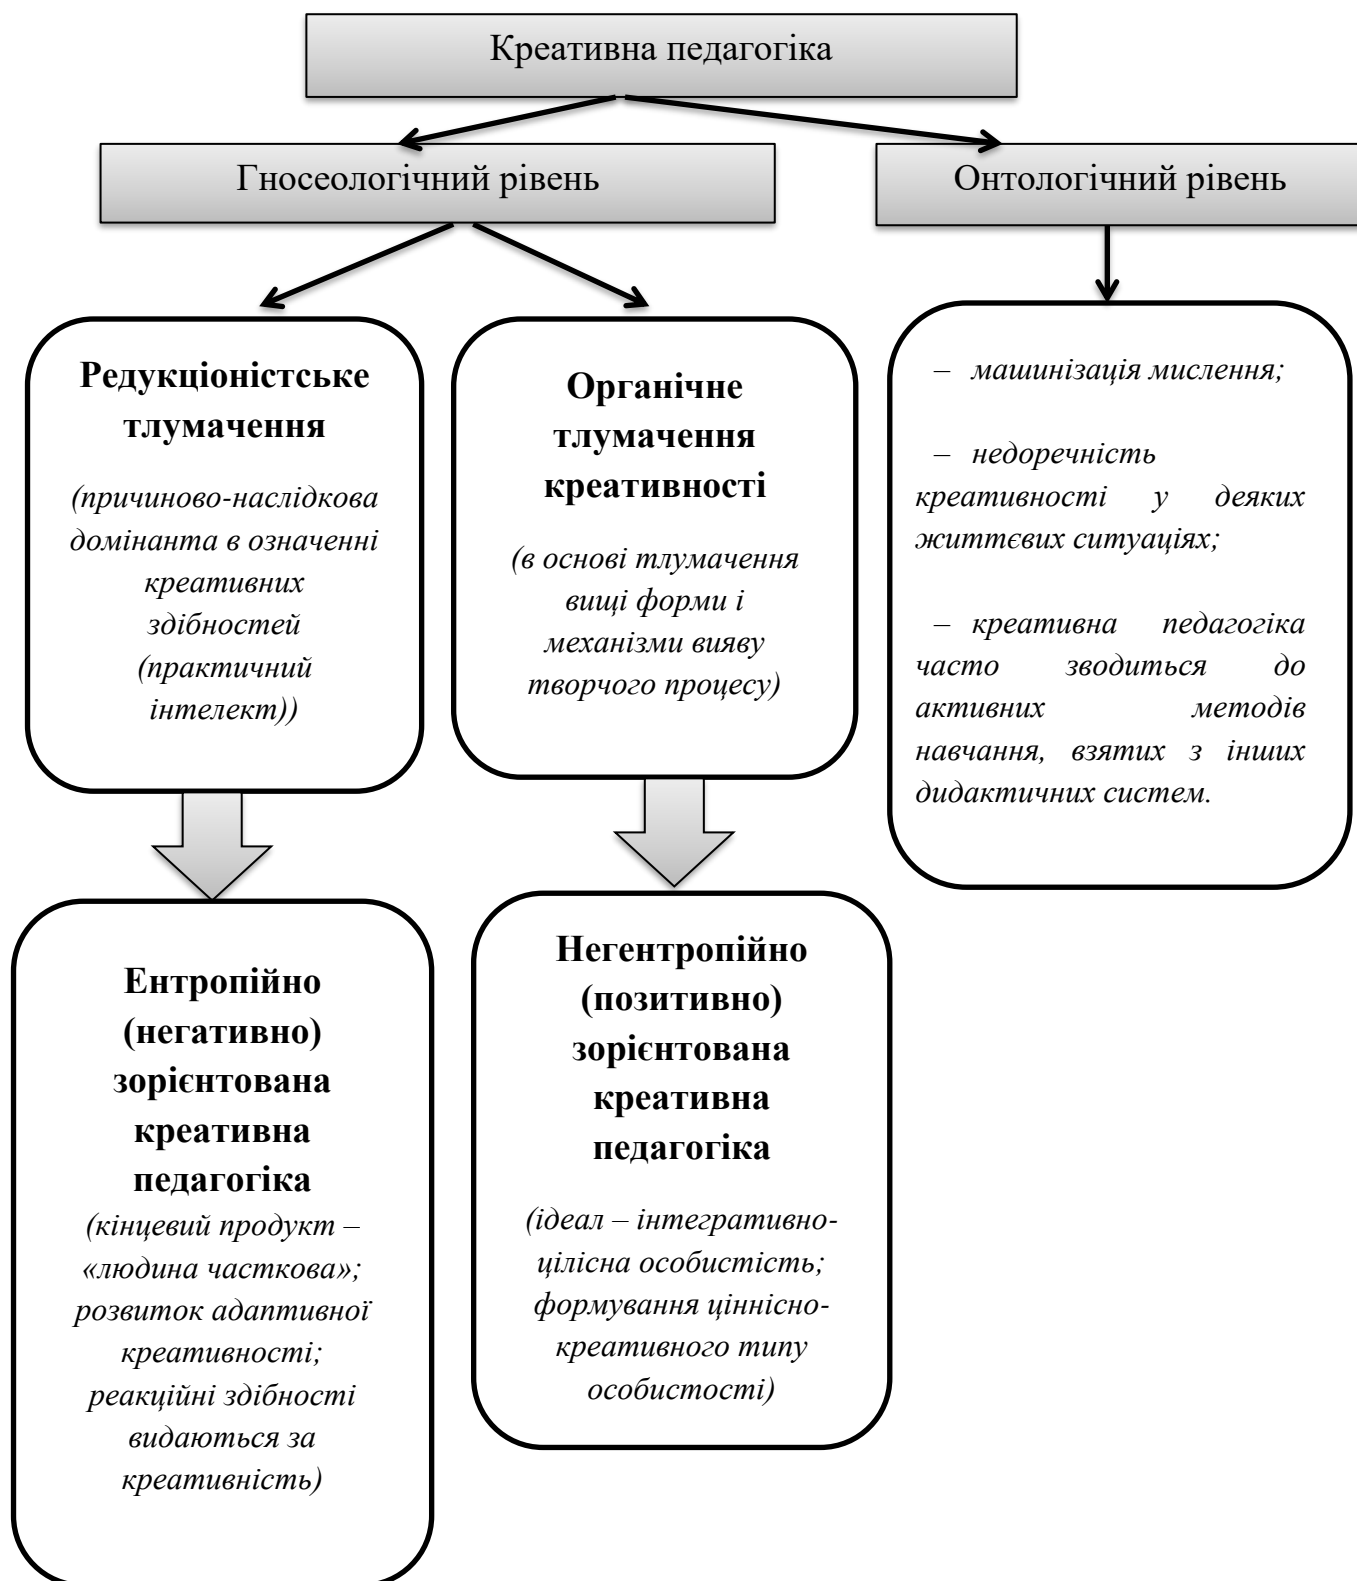 Креативна педагогіка
Гносеологічний рівень
Онтологічний рівень
Редукціоністське
тлумачення
(причиново-наслідкова
домінанта в означенні
креативних
здібностей
(практичний
інтелект))
Органічне
тлумачення
креативності
(в основі тлумачення
вищі форми і
механізми вияву
творчого процесу)
– машинізація мислення;
– недоречність
креативності у деяких
життєвих ситуаціях;
– креативна педагогіка
часто зводиться до
активних методів
навчання, взятих з інших
дидактичних систем.
Ентропійно
(негативно)
зорієнтована
креативна
педагогіка
(кінцевий продукт –
«людина часткова»;
розвиток адаптивної
креативності;
реакційні здібності
видаються за
креативність)
Негентропійно
(позитивно)
зорієнтована
креативна
педагогіка
(ідеал – інтегративно-
цілісна особистість;
формування ціннісно-
креативного типу
особистості)